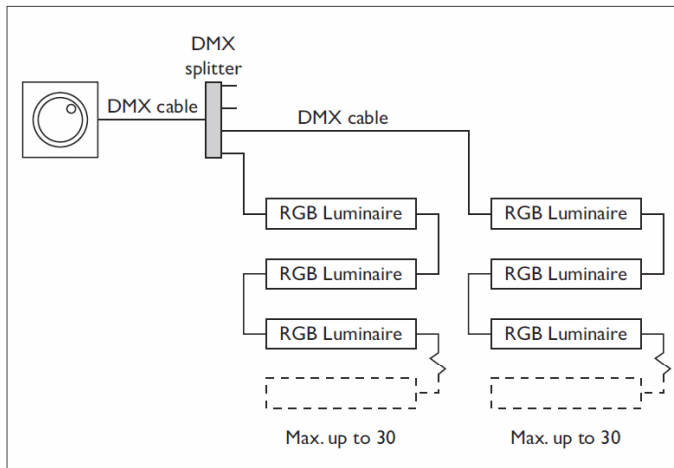 DMX
splitter
DMX cable
DMX cable
RGB Luminaire
RGB Luminaire
RGB Luminaire
RGB Luminaire
RGB Luminaire
RGB Luminaire
Max. up to 30
Max. up to 30